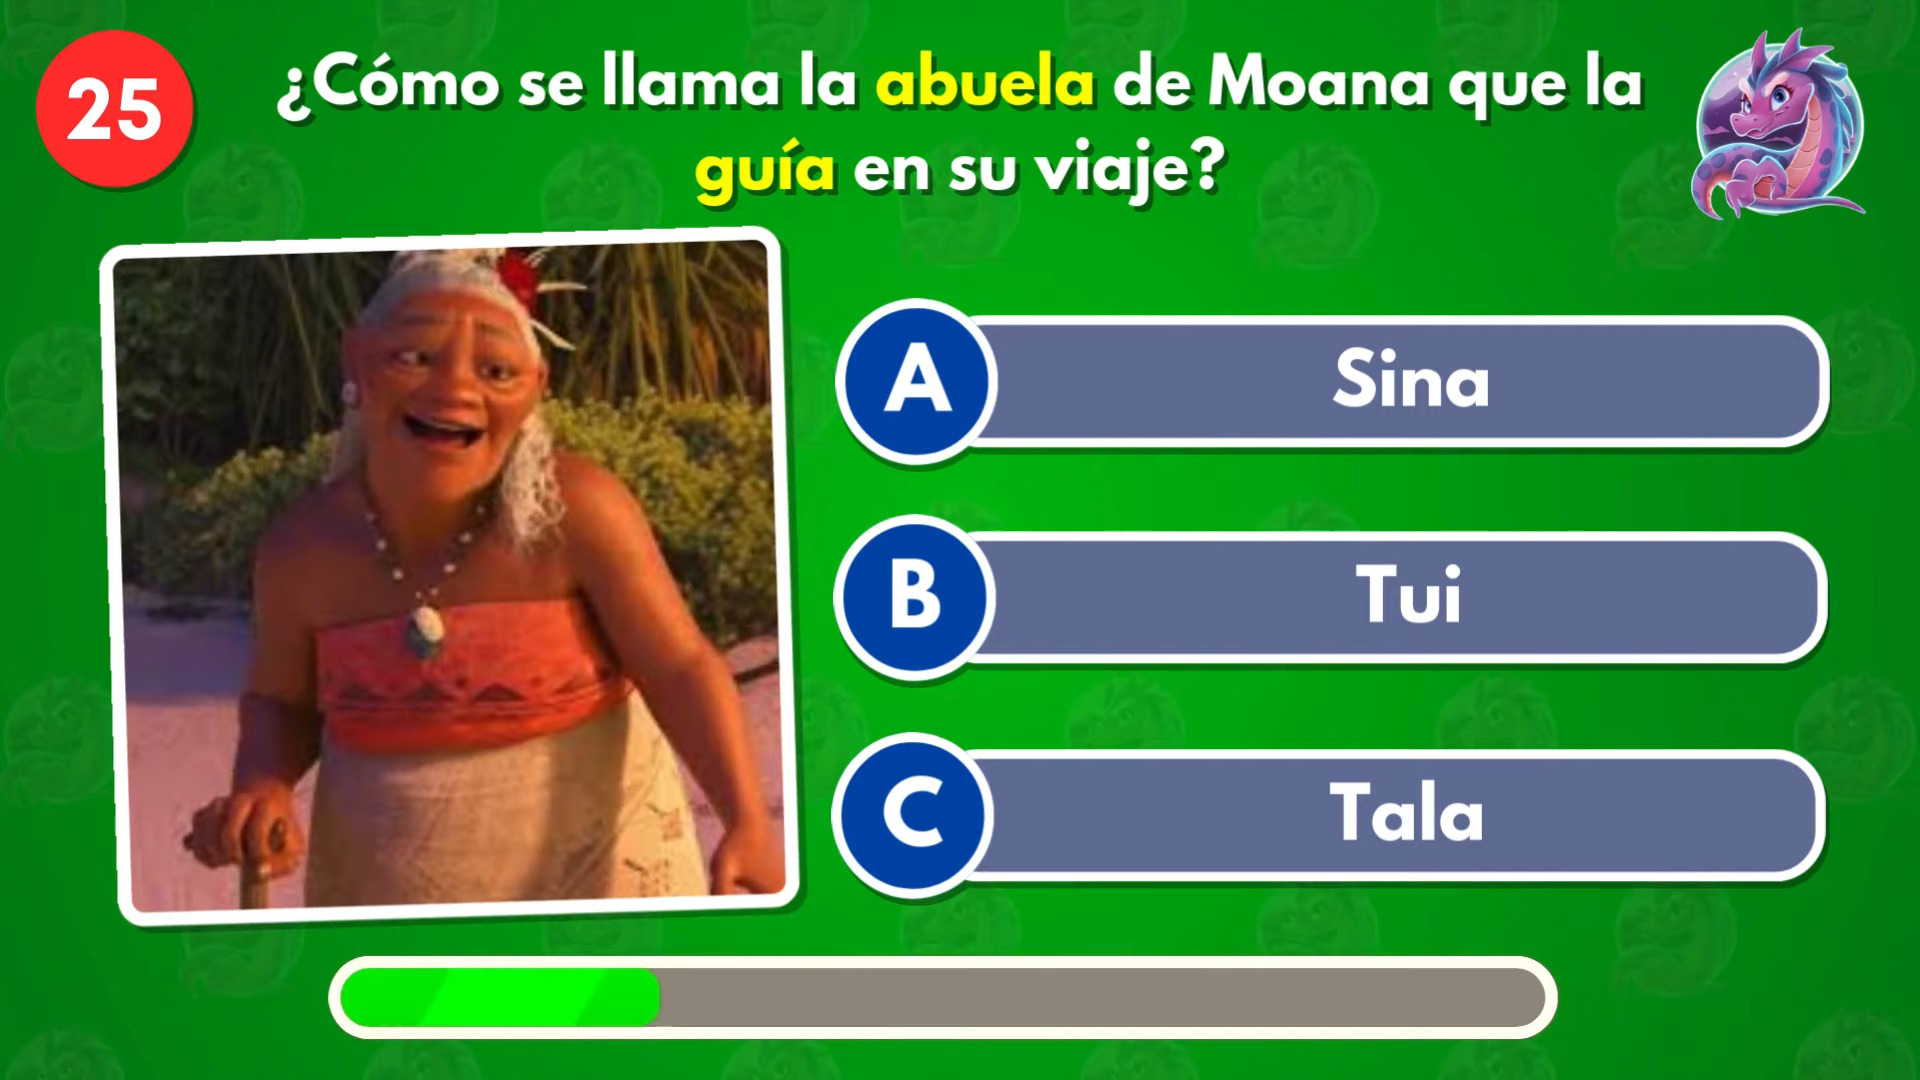 25
¿Cómo se llama la abuela de Moana que la
guía en su viaje?
A Sina
B Tui
C Tala